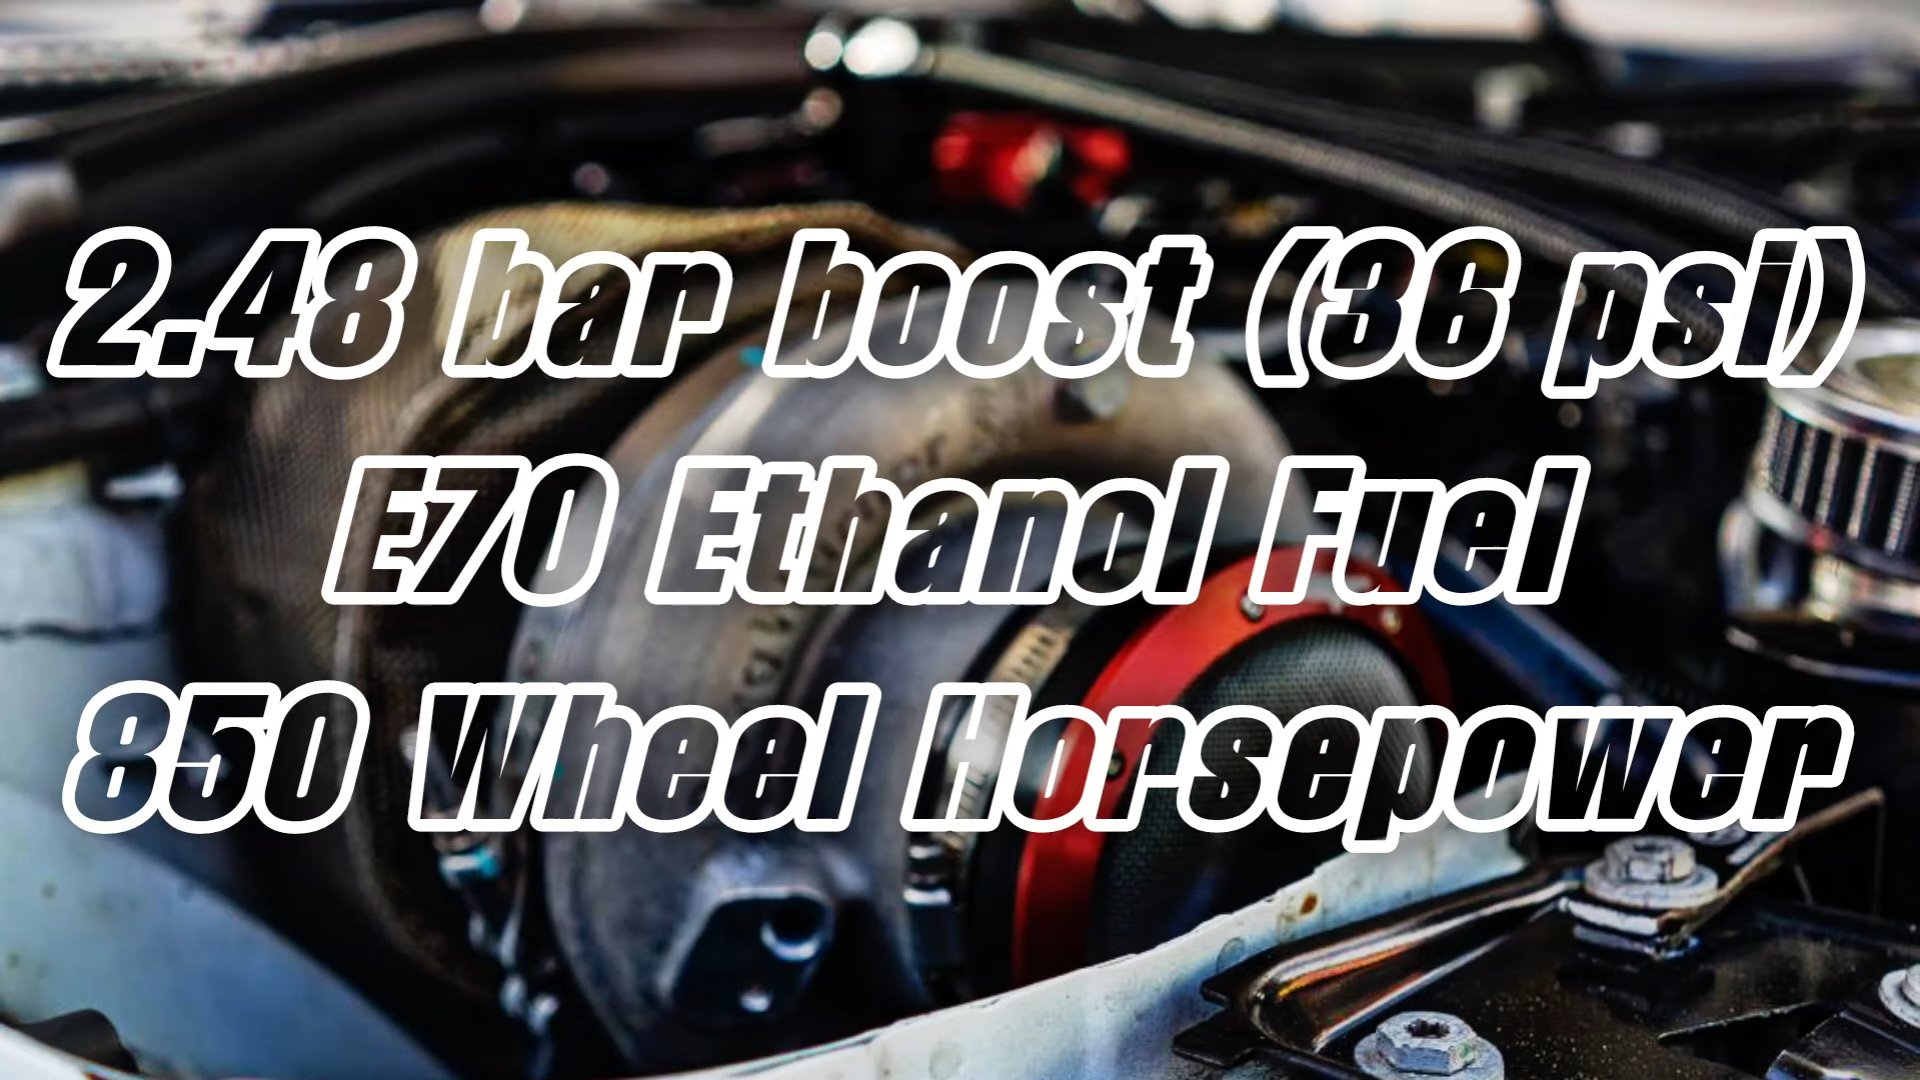 2.48 bar boost (36 psi)
E70 Ethanol Fuel
850 Wheel Horsepower